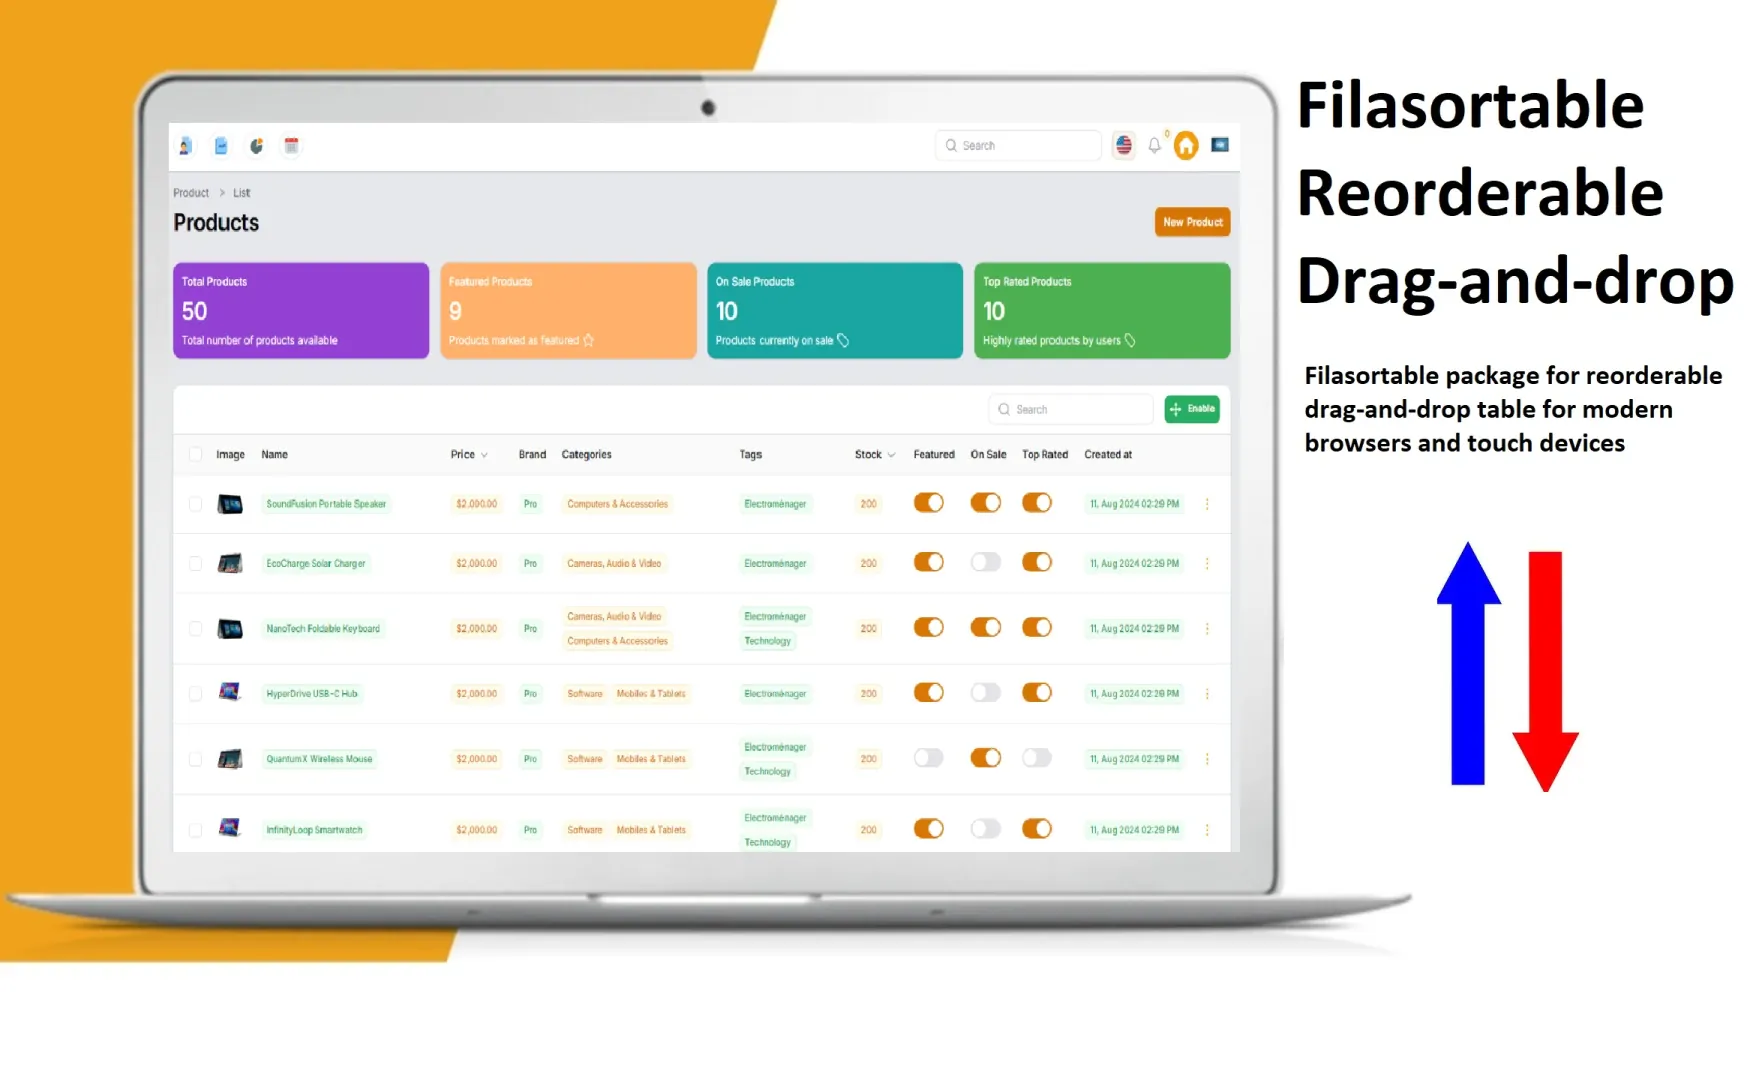 Filasortable
Reorderable
Drag-and-drop
Filasortable package for reorderable
drag-and-drop table for modern
browsers and touch devices
Search
0
Product > List
Products
New Product
Total Products
50
Total number of products available
Featured Products
9
Products marked as featured
On Sale Products
10
Products currently on sale
Top Rated Products
10
Highly rated products by users
Search
Enable
Image Name Price Brand Categories Tags Stock Featured On Sale Top Rated Created at
SoundFusion Portable Speaker $2,000.00 Pro Computers & Accessories Electroménager 200 11, Aug 2024 02:29 PM
EcoCharge Solar Charger $2,000.00 Pro Cameras, Audio & Video Electroménager 200 11, Aug 2024 02:29 PM
Cameras, Audio & Video Electroménager
NanoTech Foldable Keyboard $2,000.00 Pro 200 11, Aug 2024 02:29 PM
Computers & Accessories Technology
HyperDrive USB-C Hub $2,000.00 Pro Software Mobiles & Tablets Electroménager 200 11, Aug 2024 02:29 PM
Electroménager
QuantumX Wireless Mouse $2,000.00 Pro Software Mobiles & Tablets 200 11, Aug 2024 02:29 PM
Technology
Electroménager
InfinityLoop Smartwatch $2,000.00 Pro Software Mobiles & Tablets 200 11, Aug 2024 02:29 PM
Technology